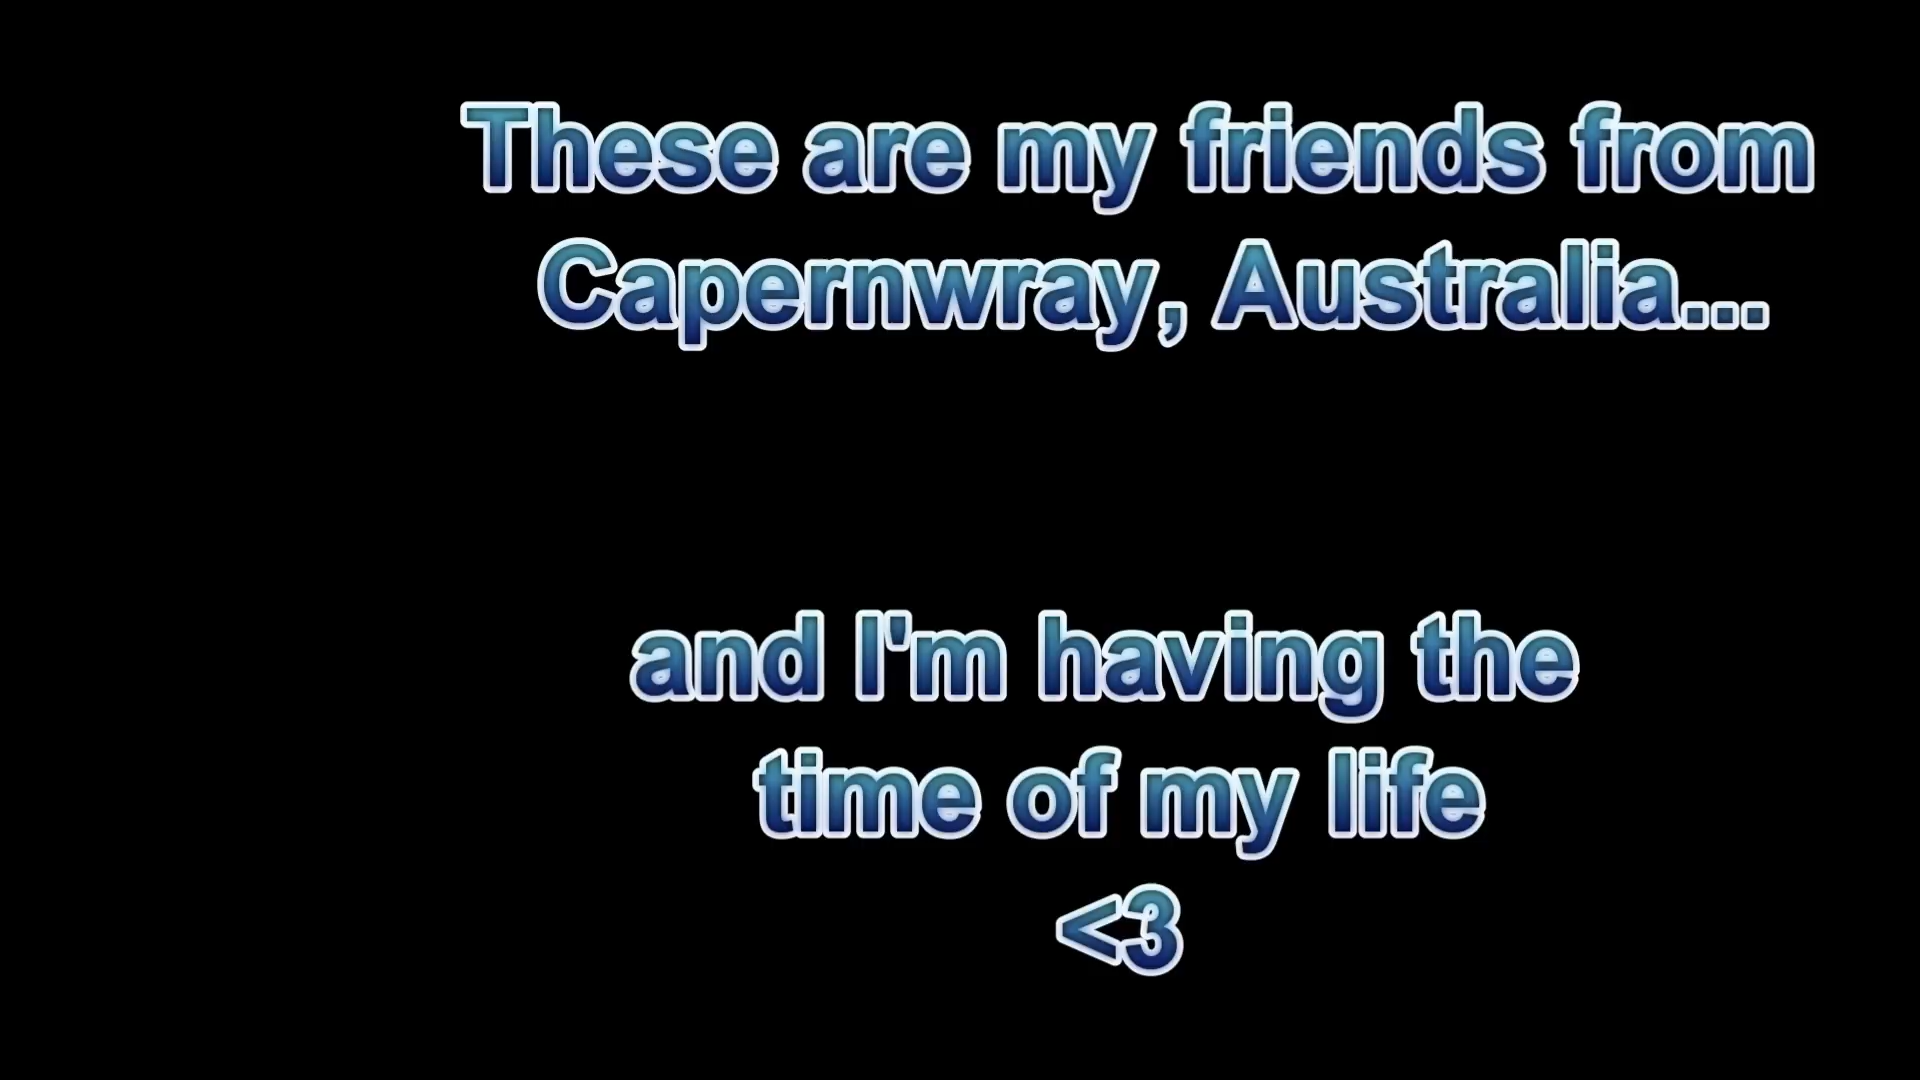 These are my friends from
Capernwray, Australia...
and I'm having the
time of my life
<3